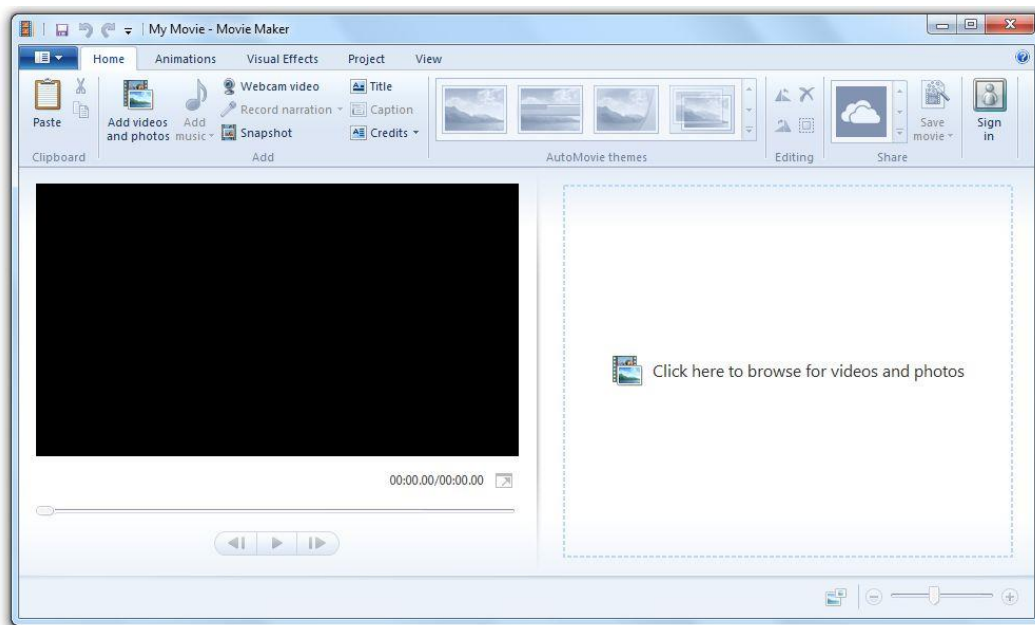 My Movie - Movie Maker
Home Animations Visual Effects Project View
Paste
Clipboard
Add videos
and photos
Add
music
Webcam video
Record narration
Snapshot
Title
Caption
Credits
Add
AutoMovie themes
Editing
Save
movie
Share
Sign
in
Click here to browse for videos and photos
00:00.00/00:00.00